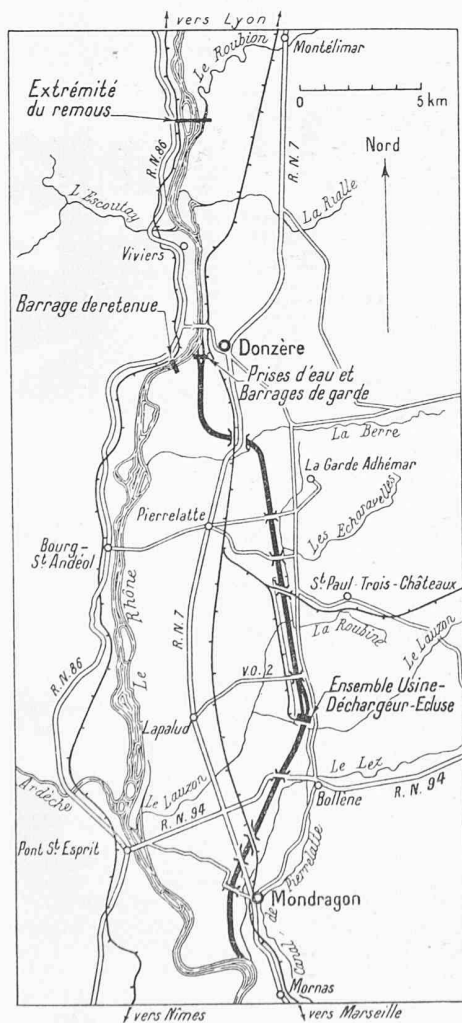 vers Lyon
Le Roubion
Montélimar
Extrémité
du remous
0 5 km
R.N. 86
R.N. 7
Nord
L'Escoutay
La Rialle
Viviers
Barrage de retenue
Donzère
Prises d'eau et
Barrages de garde
La Berre
La Garde Adhémar
Pierrelatte
Les Echaravelles
Bourg-
St Andéol
Le Rhône
St Paul-Trois-Châteaux
R.N. 7
La Roubine
Le Lauzon
R.N. 86
V.O. 2
Ensemble Usine-
Déchargeur-Ecluse
Lapalud
Ardèche
Le Lauzon
Le Lez
R.N. 94
R.N. 94
Bollène
Pont St Esprit
Canal de Pierrelatte
Mondragon
Mornas
vers Nîmes
vers Marseille